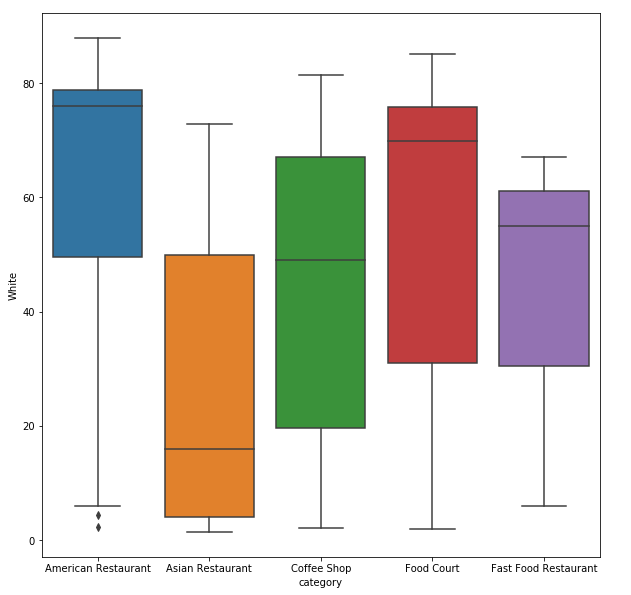 80
60
40
20
0
White
American Restaurant Asian Restaurant Coffee Shop Food Court Fast Food Restaurant
category